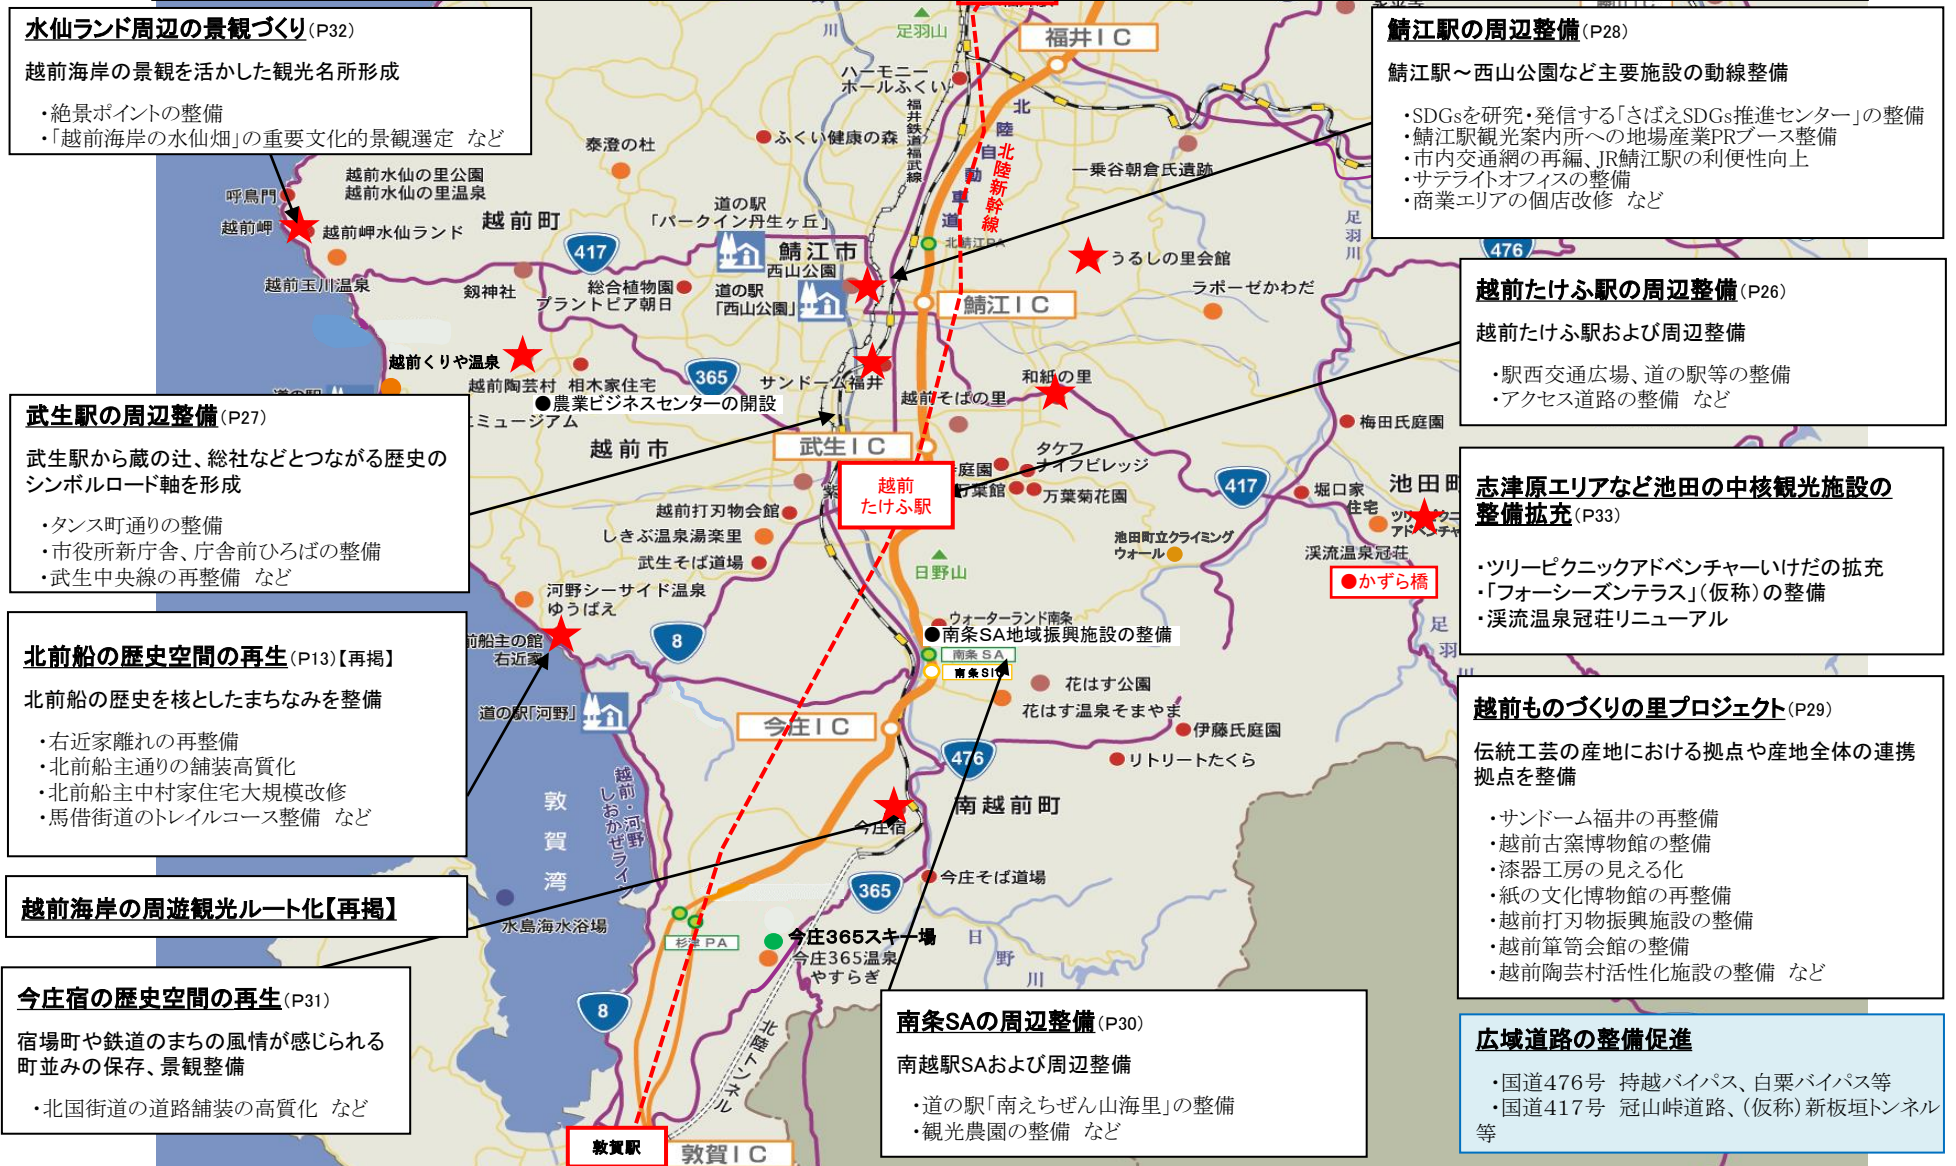 水仙ランド周辺の景観づくり(P32)
越前海岸の景観を活かした観光名所形成
・絶景ポイントの整備
・「越前海岸の水仙畑」の重要文化的景観選定 など
鯖江駅の周辺整備(P28)
鯖江駅～西山公園など主要施設の動線整備
・SDGsを研究・発信する「さばえSDGs推進センター」の整備
・鯖江駅観光案内所への地場産業PRブース整備
・市内交通網の再編、JR鯖江駅の利便性向上
・サテライトオフィスの整備
・商業エリアの個店改修 など
越前たけふ駅の周辺整備(P26)
越前たけふ駅および周辺整備
・駅西交通広場、道の駅等の整備
・アクセス道路の整備 など
武生駅の周辺整備(P27)
武生駅から蔵の辻、総社などとつながる歴史の
シンボルロード軸を形成
・タンス町通りの整備
・市役所新庁舎、庁舎前ひろばの整備
・武生中央線の再整備 など
志津原エリアなど池田の中核観光施設の
整備拡充(P33)
・ツリーピクニックアドベンチャーいけだの拡充
・「フォーシーズンテラス」(仮称)の整備
・渓流温泉冠荘リニューアル
北前船の歴史空間の再生(P13)【再掲】
北前船の歴史を核としたまちなみを整備
・右近家離れの再整備
・北前船主通りの舗装高質化
・北前船主中村家住宅大規模改修
・馬借街道のトレイルコース整備 など
越前ものづくりの里プロジェクト(P29)
伝統工芸の産地における拠点や産地全体の連携
拠点を整備
・サンドーム福井の再整備
・越前古窯博物館の整備
・漆器工房の見える化
・紙の文化博物館の再整備
・越前打刃物振興施設の整備
・越前箪笥会館の整備
・越前陶芸村活性化施設の整備 など
越前海岸の周遊観光ルート化【再掲】
今庄宿の歴史空間の再生(P31)
宿場町や鉄道のまちの風情が感じられる
町並みの保存、景観整備
・北国街道の道路舗装の高質化 など
南条SAの周辺整備(P30)
南越駅SAおよび周辺整備
・道の駅「南えちぜん山海里」の整備
・観光農園の整備 など
広域道路の整備促進
・国道476号 持越バイパス、白粟バイパス等
・国道417号 冠山峠道路、(仮称)新板垣トンネル
等
川
足羽山
福井IC
ハーモニー
ホールふくい
福井鉄道福武線
北陸自動車道
北陸新幹線
泰澄の杜
ふくい健康の森
一乗谷朝倉氏遺跡
足羽川
越前水仙の里公園
越前水仙の里温泉
呼鳥門
越前岬
越前岬水仙ランド
越前町
道の駅
「パークイン丹生ヶ丘」
417
鯖江市
西山公園
北鯖江PA
うるしの里会館
476
越前玉川温泉
剱神社
総合植物園
プラントピア朝日
道の駅
「西山公園」
鯖江IC
ラポーゼかわだ
越前くりや温泉
越前陶芸村
相木家住宅
365
サンドーム福井
和紙の里
●農業ビジネスセンターの開設
越前そばの里
ミュージアム
越前市
武生IC
梅田氏庭園
タケフ
ナイフビレッジ
庭園
万葉館
万葉菊花園
越前
たけふ駅
417
堀口家
住宅
池田町
渓流温泉冠荘
●かずら橋
越前打刃物会館
しきぶ温泉湯楽里
武生そば道場
池田町立クライミング
ウォール
日野山
河野シーサイド温泉
ゆうばえ
前船主の館
右近家
8
ウォーターランド南条
●南条SA地域振興施設の整備
南条SA
南条SIC
足羽川
花はす公園
花はす温泉そまやま
道の駅「河野」
今庄IC
伊藤氏庭園
476
リトリートたくら
南越前町
今庄宿
越前・河野しおかぜライン
敦賀湾
365
今庄そば道場
水島海水浴場
杉津PA
今庄365スキー場
今庄365温泉
やすらぎ
日野川
8
北陸トンネル
敦賀駅
敦賀IC